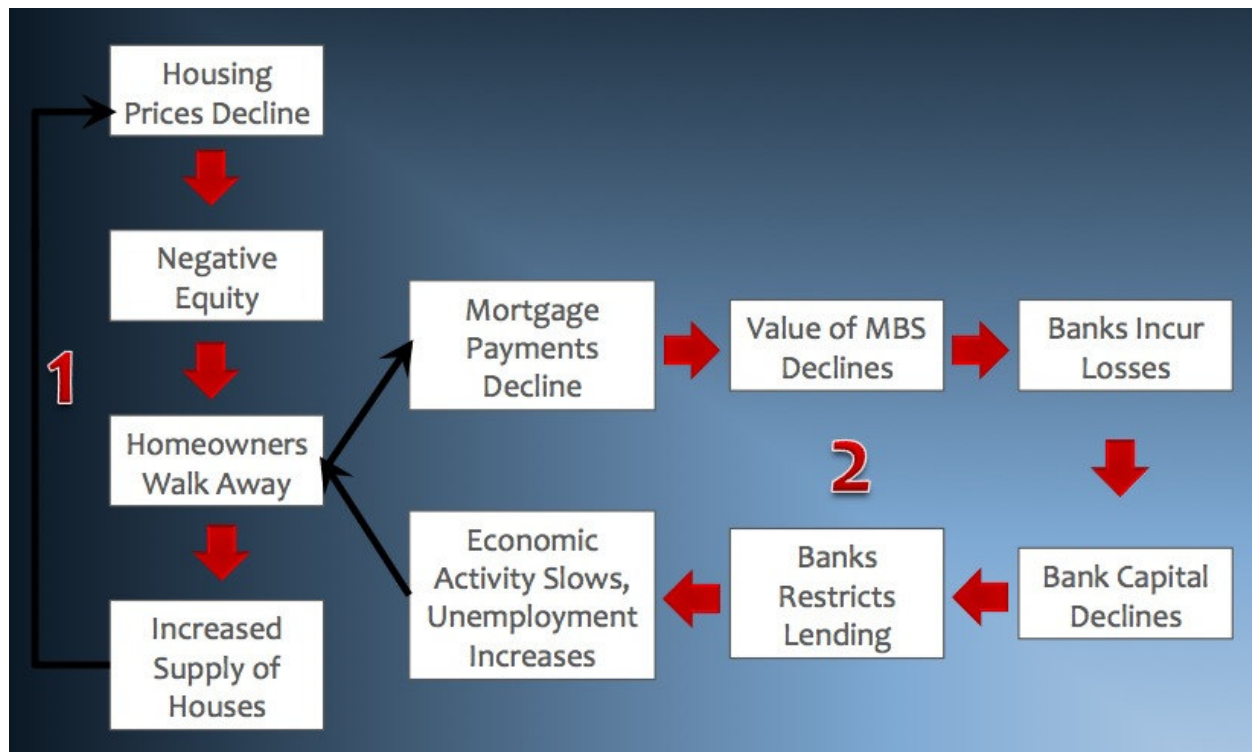 Housing
Prices Decline
Negative
Equity
1
Homeowners
Walk Away
Increased
Supply of
Houses
Mortgage
Payments
Decline
Value of MBS
Declines
Banks Incur
Losses
2
Bank Capital
Declines
Banks
Restricts
Lending
Economic
Activity Slows,
Unemployment
Increases